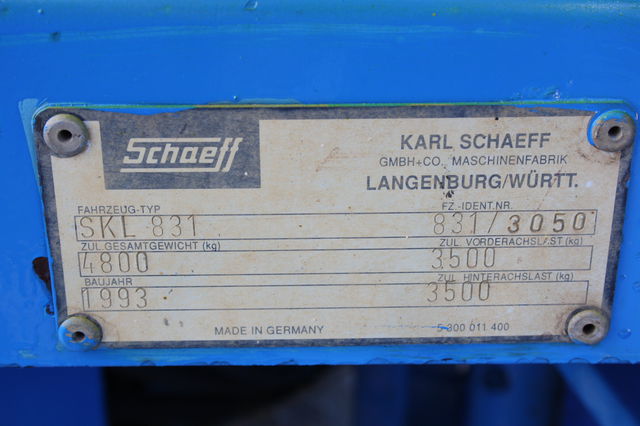 Schaeff
KARL SCHAEFF
GMBH+CO. MASCHINENFABRIK
LANGENBURG/WÜRTT.
FAHRZEUG-TYP FZ.-IDENT.NR.
SKL 831 831/3050
ZUL GESAMTGEWICHT (kg) ZUL VORDERACHSLAST (kg)
4800 3500
BAUJAHR ZUL HINTERACHSLAST (kg)
1993 3500
MADE IN GERMANY 5 300 011 400